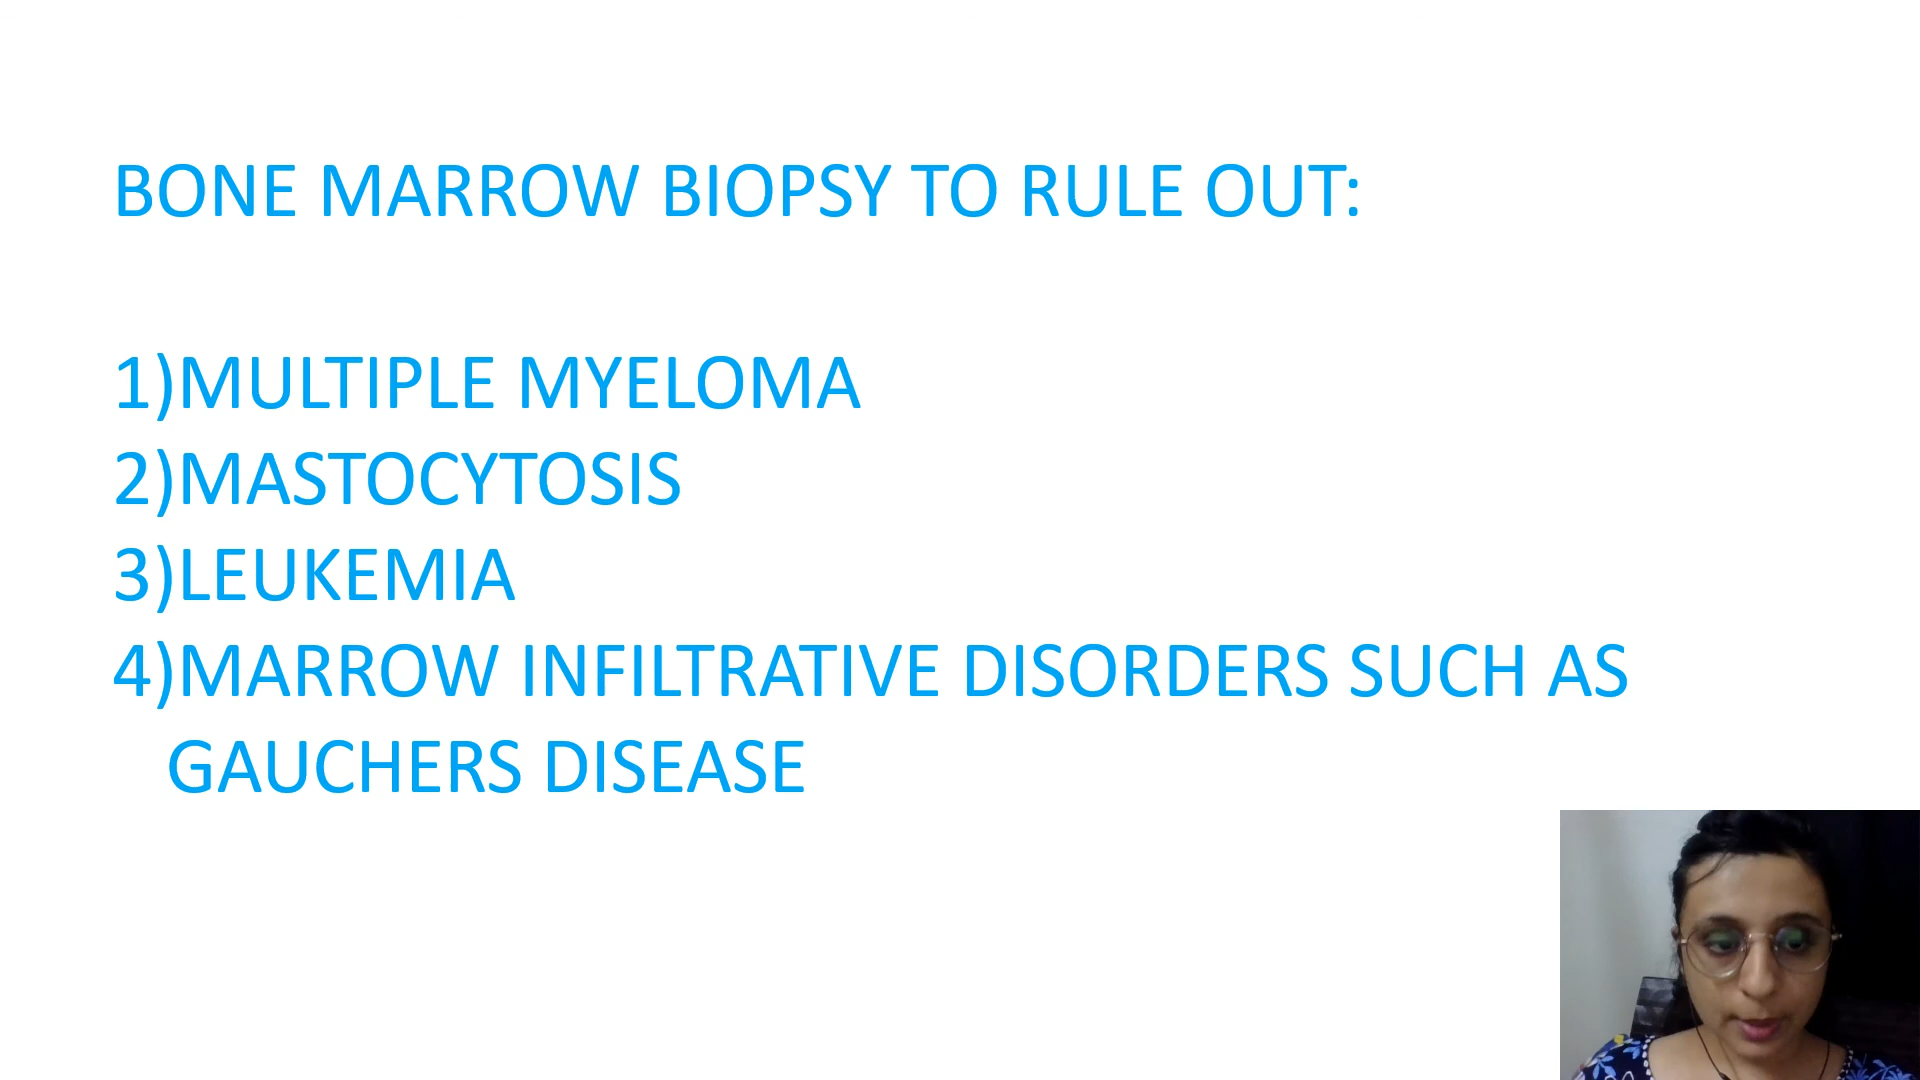 BONE MARROW BIOPSY TO RULE OUT:
1)MULTIPLE MYELOMA
2)MASTOCYTOSIS
3)LEUKEMIA
4)MARROW INFILTRATIVE DISORDERS SUCH AS
GAUCHERS DISEASE